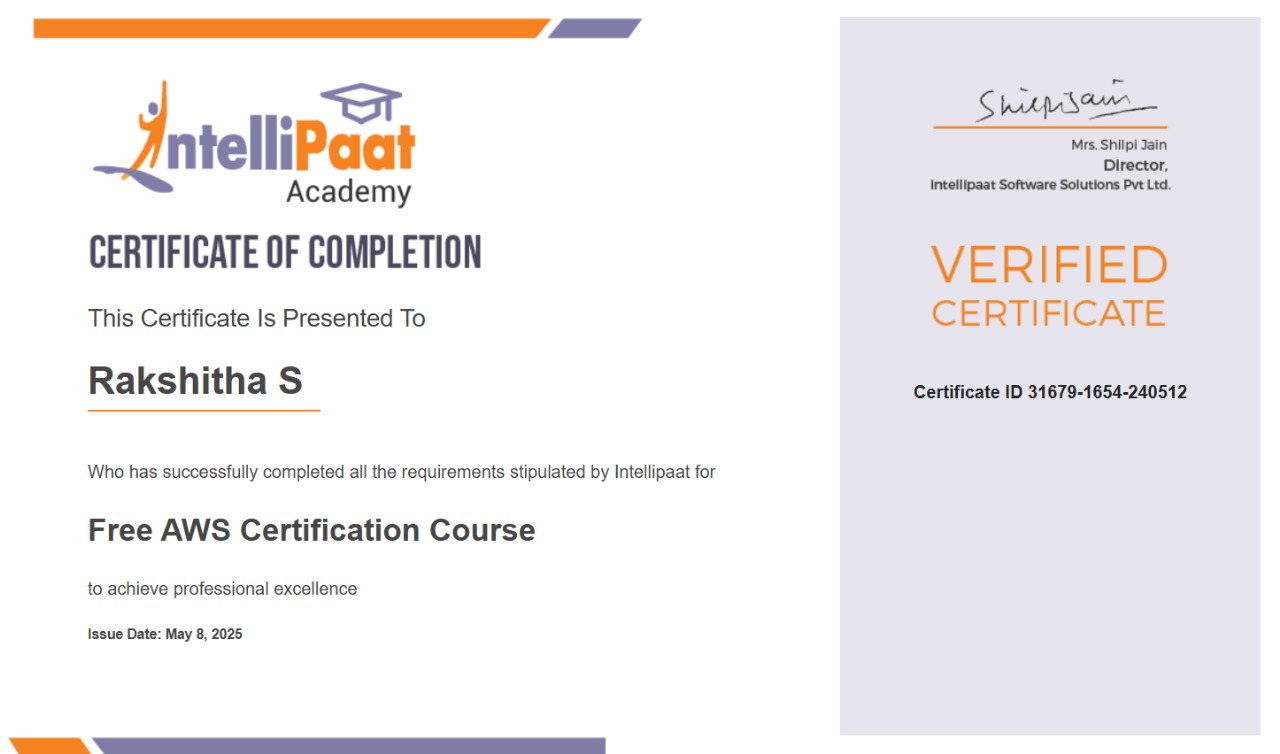 IntelliPaat
Academy
CERTIFICATE OF COMPLETION
This Certificate Is Presented To
Rakshitha S
Who has successfully completed all the requirements stipulated by Intellipaat for
Free AWS Certification Course
to achieve professional excellence
Issue Date: May 8, 2025
Shilpi Jain
Mrs. Shilpi Jain
Director,
Intellipaat Software Solutions Pvt Ltd.
VERIFIED
CERTIFICATE
Certificate ID 31679-1654-240512